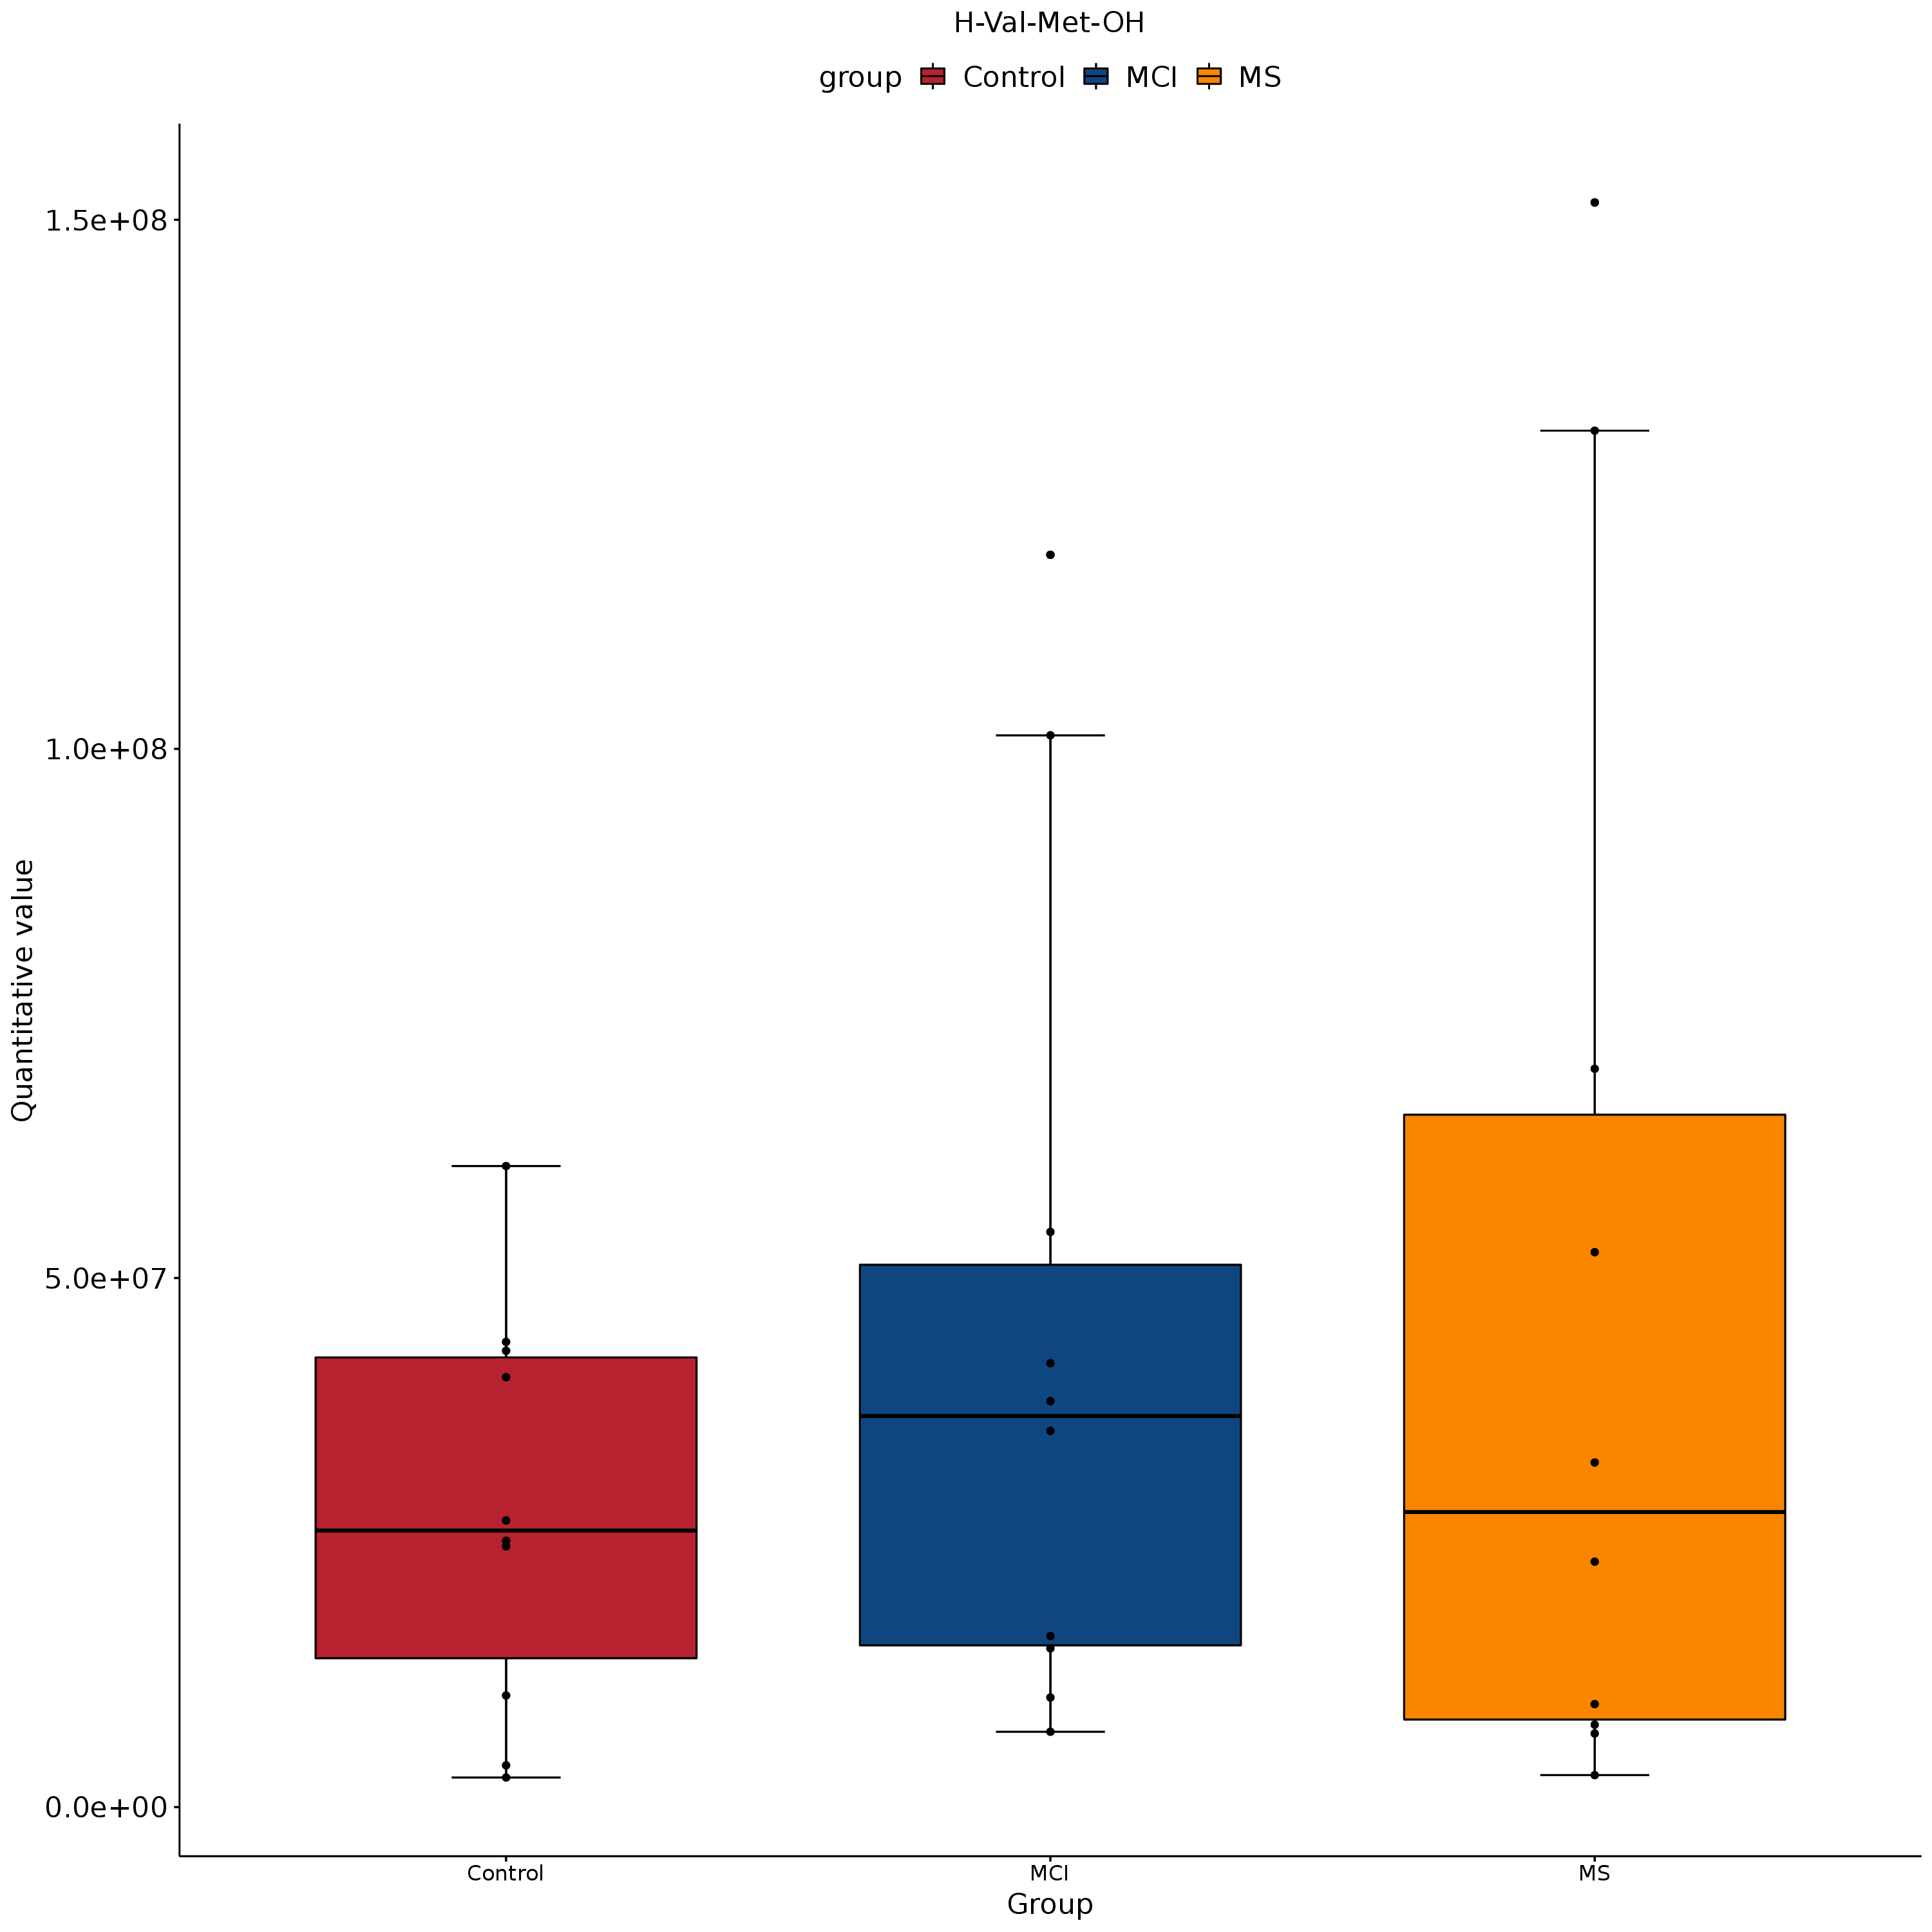 H-Val-Met-OH
group Control MCI MS
1.5e+08
1.0e+08
5.0e+07
0.0e+00
Quantitative value
Control MCI MS
Group